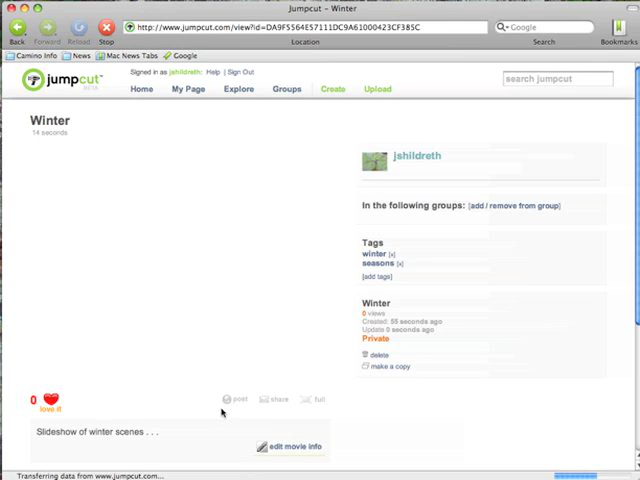 Jumpcut - Winter
http://www.jumpcut.com/view?id=DA9F5564E57111DC9A61000423CF385C
Google
Back
Forward
Reload
Stop
Location
Search
Bookmarks
Camino Info
News
Mac News Tabs
Google
jumpcut™
BETA
Signed in as jshildreth: Help | Sign Out
search jumpcut
Home
My Page
Explore
Groups
Create
Upload
Winter
14 seconds
jshildreth
In the following groups: [add / remove from group]
Tags
winter [x]
seasons [x]
[add tags]
Winter
0 views
Created: 55 seconds ago
Update 0 seconds ago
Private
delete
make a copy
0
love it
post
share
full
Slideshow of winter scenes . . .
edit movie info
Transferring data from www.jumpcut.com...